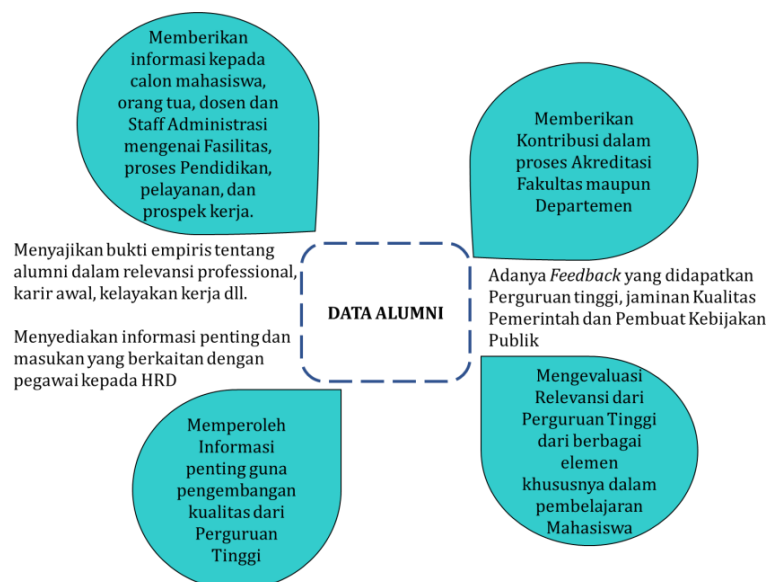 Memberikan
informasi kepada
calon mahasiswa,
orang tua, dosen dan
Staff Administrasi
mengenai Fasilitas,
proses Pendidikan,
pelayanan, dan
prospek kerja.
Memberikan
Kontribusi dalam
proses Akreditasi
Fakultas maupun
Departemen
Menyajikan bukti empiris tentang
alumni dalam relevansi professional,
karir awal, kelayakan kerja dll.
Menyediakan informasi penting dan
masukan yang berkaitan dengan
pegawai kepada HRD
DATA ALUMNI
Adanya Feedback yang didapatkan
Perguruan tinggi, jaminan Kualitas
Pemerintah dan Pembuat Kebijakan
Publik
Memperoleh
Informasi
penting guna
pengembangan
kualitas dari
Perguruan
Tinggi
Mengevaluasi
Relevansi dari
Perguruan Tinggi
dari berbagai
elemen
khususnya dalam
pembelajaran
Mahasiswa